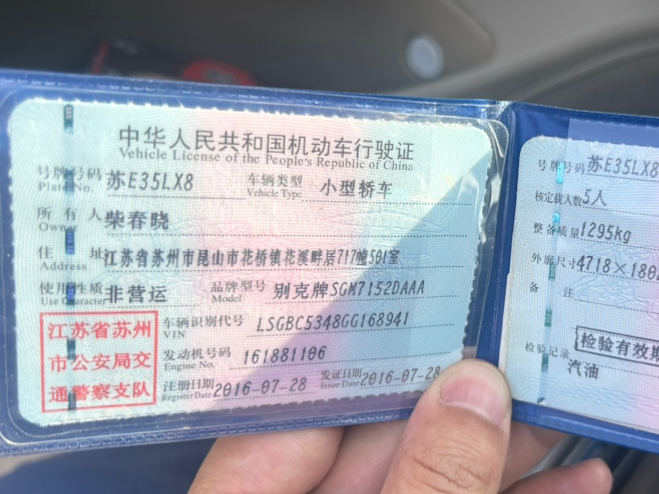 中华人民共和国机动车行驶证
Vehicle License of the People's Republic of China
号牌号码 苏E35LX8 车辆类型 小型轿车
Plate No. Vehicle Type
所有人 柴春晓
Owner
住址 江苏省苏州市昆山市花桥镇花溪畔居717幢501室
Address
使用性质 非营运 品牌型号 别克牌SGM7152DAAA
Use Character Model
江苏省苏州
市公安局交
通警察支队
车辆识别代号 LSGBC5348GG168941
VIN
发动机号码 161881106
Engine No.
注册日期 2016-07-28 发证日期 2016-07-28
Register Date Issue Date
号牌号码 苏E35LX8
核定载人数 5人
整备质量 1295kg
外廓尺寸 4718×180
备注
检验有效期
检验记录
汽油